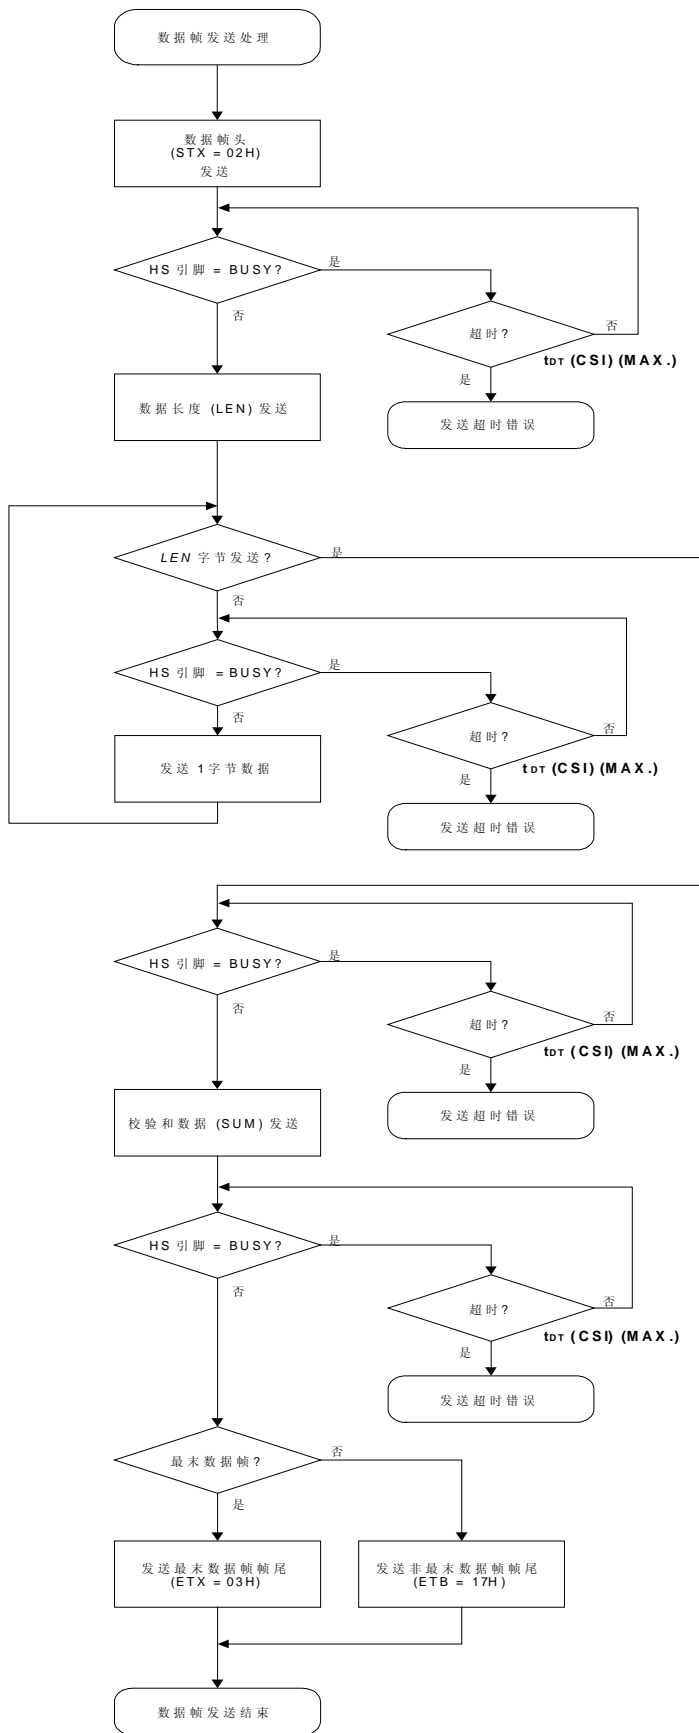 数据帧发送处理
数据帧头
(STX = 02H)
发送
HS 引脚 = BUSY?
是
否
超时?
否
tDT (CSI) (MAX.)
是
数据长度 (LEN) 发送
发送超时错误
LEN 字节发送?
是
否
HS 引脚 = BUSY?
是
否
超时?
否
tDT (CSI) (MAX.)
发送 1字节数据
是
发送超时错误
HS 引脚 = BUSY?
是
否
超时?
否
tDT (CSI) (MAX.)
是
校验和数据 (SUM) 发送
发送超时错误
HS 引脚 = BUSY?
是
否
超时?
否
tDT (CSI) (MAX.)
是
发送超时错误
最末数据帧?
否
是
发送最末数据帧帧尾
(ETX = 03H)
发送非最末数据帧帧尾
(ETB = 17H)
数据帧发送结束